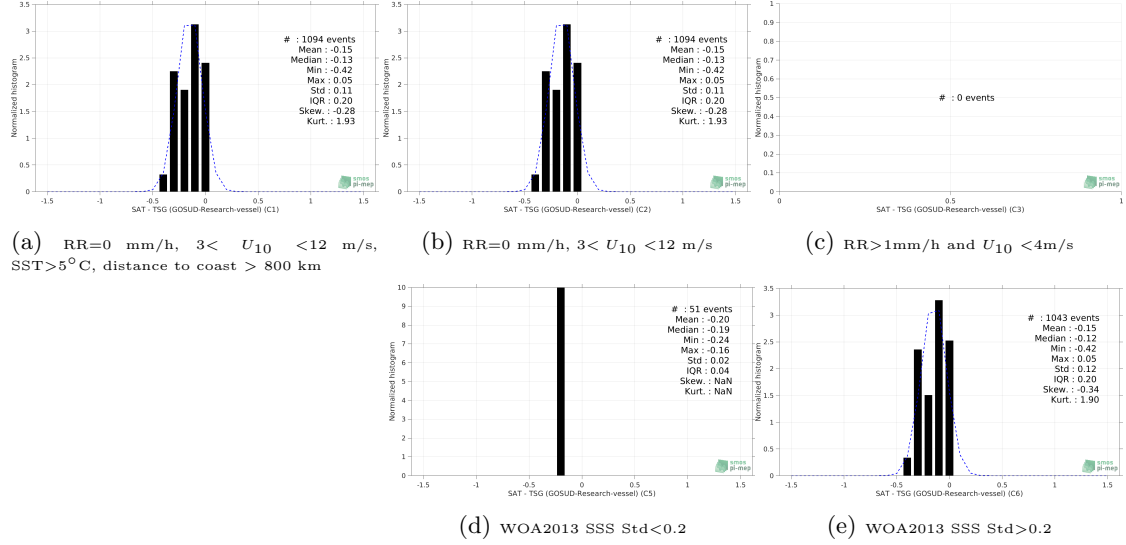 3.5
3
2.5
2
1.5
1
0.5
0
Normalized histogram
# : 1094 events
Mean : -0.15
Median : -0.13
Min : -0.42
Max : 0.05
Std : 0.11
IQR : 0.20
Skew. : -0.28
Kurt. : 1.93
smos
pi-mep
-1.5 -1 -0.5 0 0.5 1 1.5
SAT - TSG (GOSUD-Research-vessel) (C1)
(a) RR=0 mm/h, 3< U10 <12 m/s,
SST>5°C, distance to coast > 800 km
3.5
3
2.5
2
1.5
1
0.5
0
Normalized histogram
# : 1094 events
Mean : -0.15
Median : -0.13
Min : -0.42
Max : 0.05
Std : 0.11
IQR : 0.20
Skew. : -0.28
Kurt. : 1.93
smos
pi-mep
-1.5 -1 -0.5 0 0.5 1 1.5
SAT - TSG (GOSUD-Research-vessel) (C2)
(b) RR=0 mm/h, 3< U10 <12 m/s
1
0.9
0.8
0.7
0.6
0.5
0.4
0.3
0.2
0.1
0
Normalized histogram
# : 0 events
smos
pi-mep
0 0.5 1
SAT - TSG (GOSUD-Research-vessel) (C3)
(c) RR>1mm/h and U10 <4m/s
10
9
8
7
6
5
4
3
2
1
0
Normalized histogram
# : 51 events
Mean : -0.20
Median : -0.19
Min : -0.24
Max : -0.16
Std : 0.02
IQR : 0.04
Skew. : NaN
Kurt. : NaN
smos
pi-mep
-1.5 -1 -0.5 0 0.5 1 1.5
SAT - TSG (GOSUD-Research-vessel) (C5)
(d) WOA2013 SSS Std<0.2
3.5
3
2.5
2
1.5
1
0.5
0
Normalized histogram
# : 1043 events
Mean : -0.15
Median : -0.12
Min : -0.42
Max : 0.05
Std : 0.12
IQR : 0.20
Skew. : -0.34
Kurt. : 1.90
smos
pi-mep
-1.5 -1 -0.5 0 0.5 1 1.5
SAT - TSG (GOSUD-Research-vessel) (C6)
(e) WOA2013 SSS Std>0.2